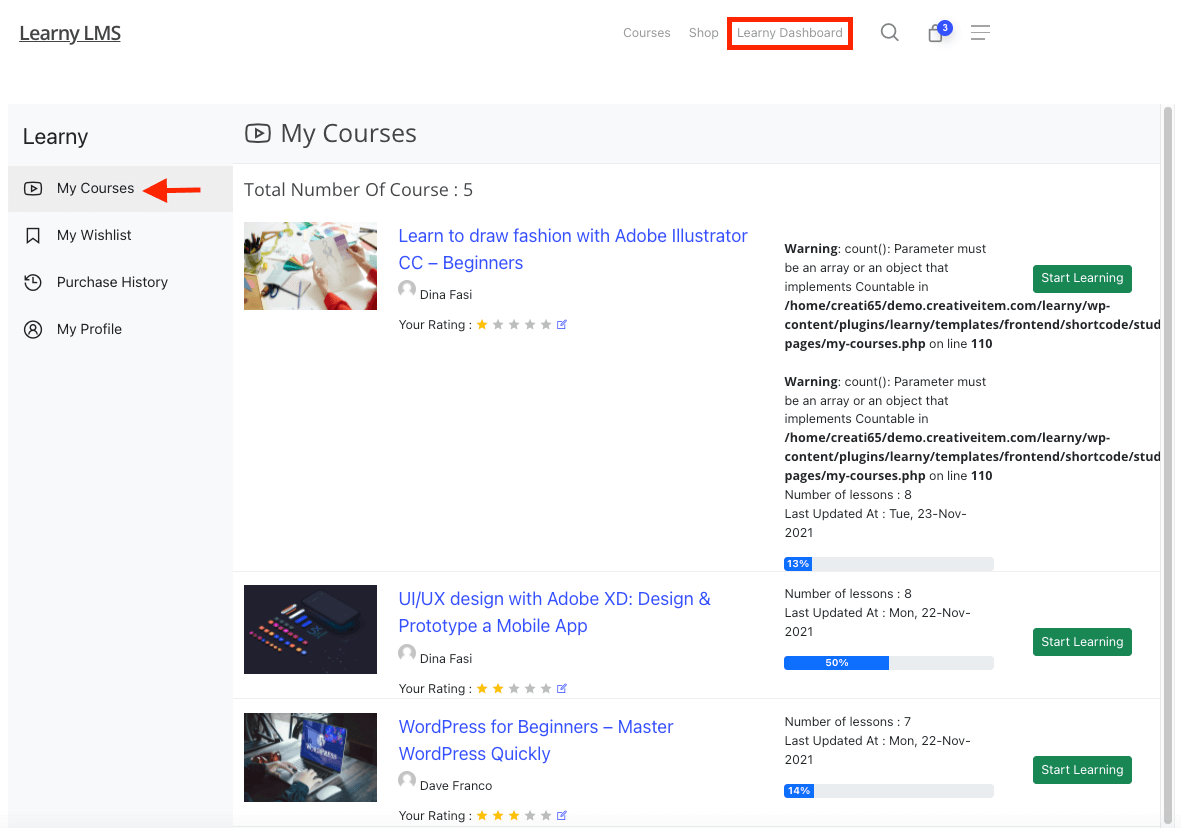 Learny LMS
Courses
Shop
Learny Dashboard
3
Learny
My Courses
My Wishlist
Purchase History
My Profile
My Courses
Total Number Of Course : 5
Learn to draw fashion with Adobe Illustrator
CC – Beginners
Dina Fasi
Your Rating :
Warning: count(): Parameter must
be an array or an object that
implements Countable in
/home/creati65/demo.creativeitem.com/learny/wp-
content/plugins/learny/templates/frontend/shortcode/stud
pages/my-courses.php on line 110
Warning: count(): Parameter must
be an array or an object that
implements Countable in
/home/creati65/demo.creativeitem.com/learny/wp-
content/plugins/learny/templates/frontend/shortcode/stud
pages/my-courses.php on line 110
Number of lessons : 8
Last Updated At : Tue, 23-Nov-
2021
13%
Start Learning
UI/UX design with Adobe XD: Design &
Prototype a Mobile App
Dina Fasi
Your Rating :
Number of lessons : 8
Last Updated At : Mon, 22-Nov-
2021
50%
Start Learning
WORDPRESS
WordPress for Beginners – Master
WordPress Quickly
Dave Franco
Your Rating :
Number of lessons : 7
Last Updated At : Mon, 22-Nov-
2021
14%
Start Learning